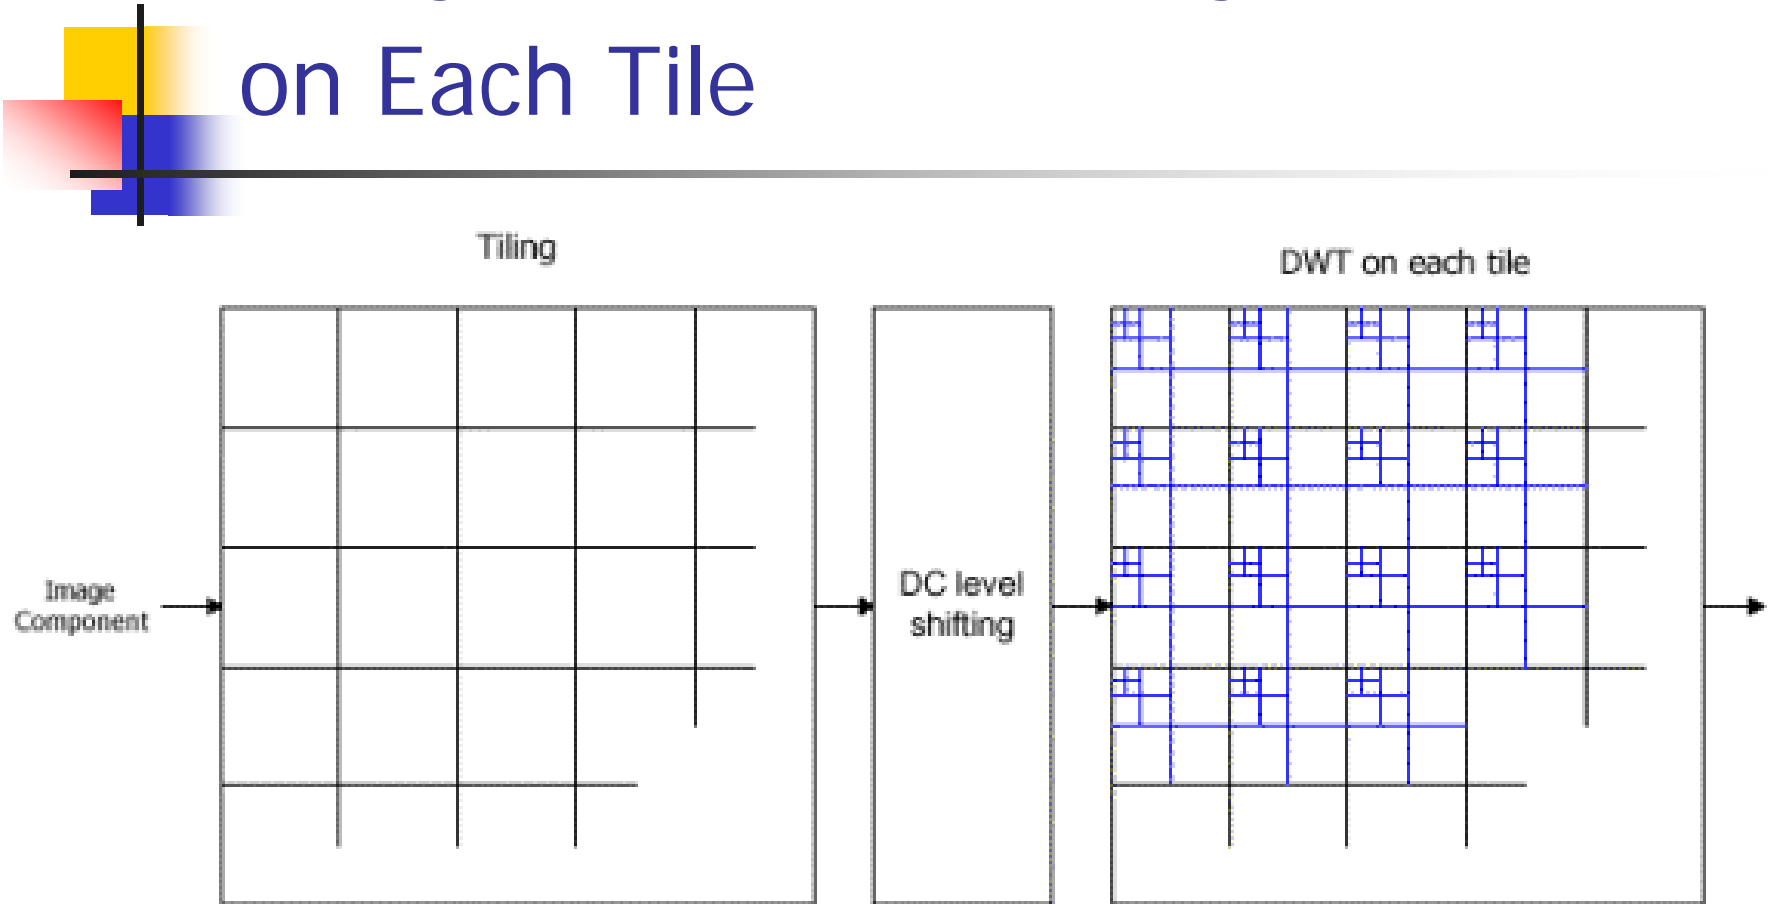 on Each Tile
Tiling
DWT on each tile
Image
Component
DC level
shifting